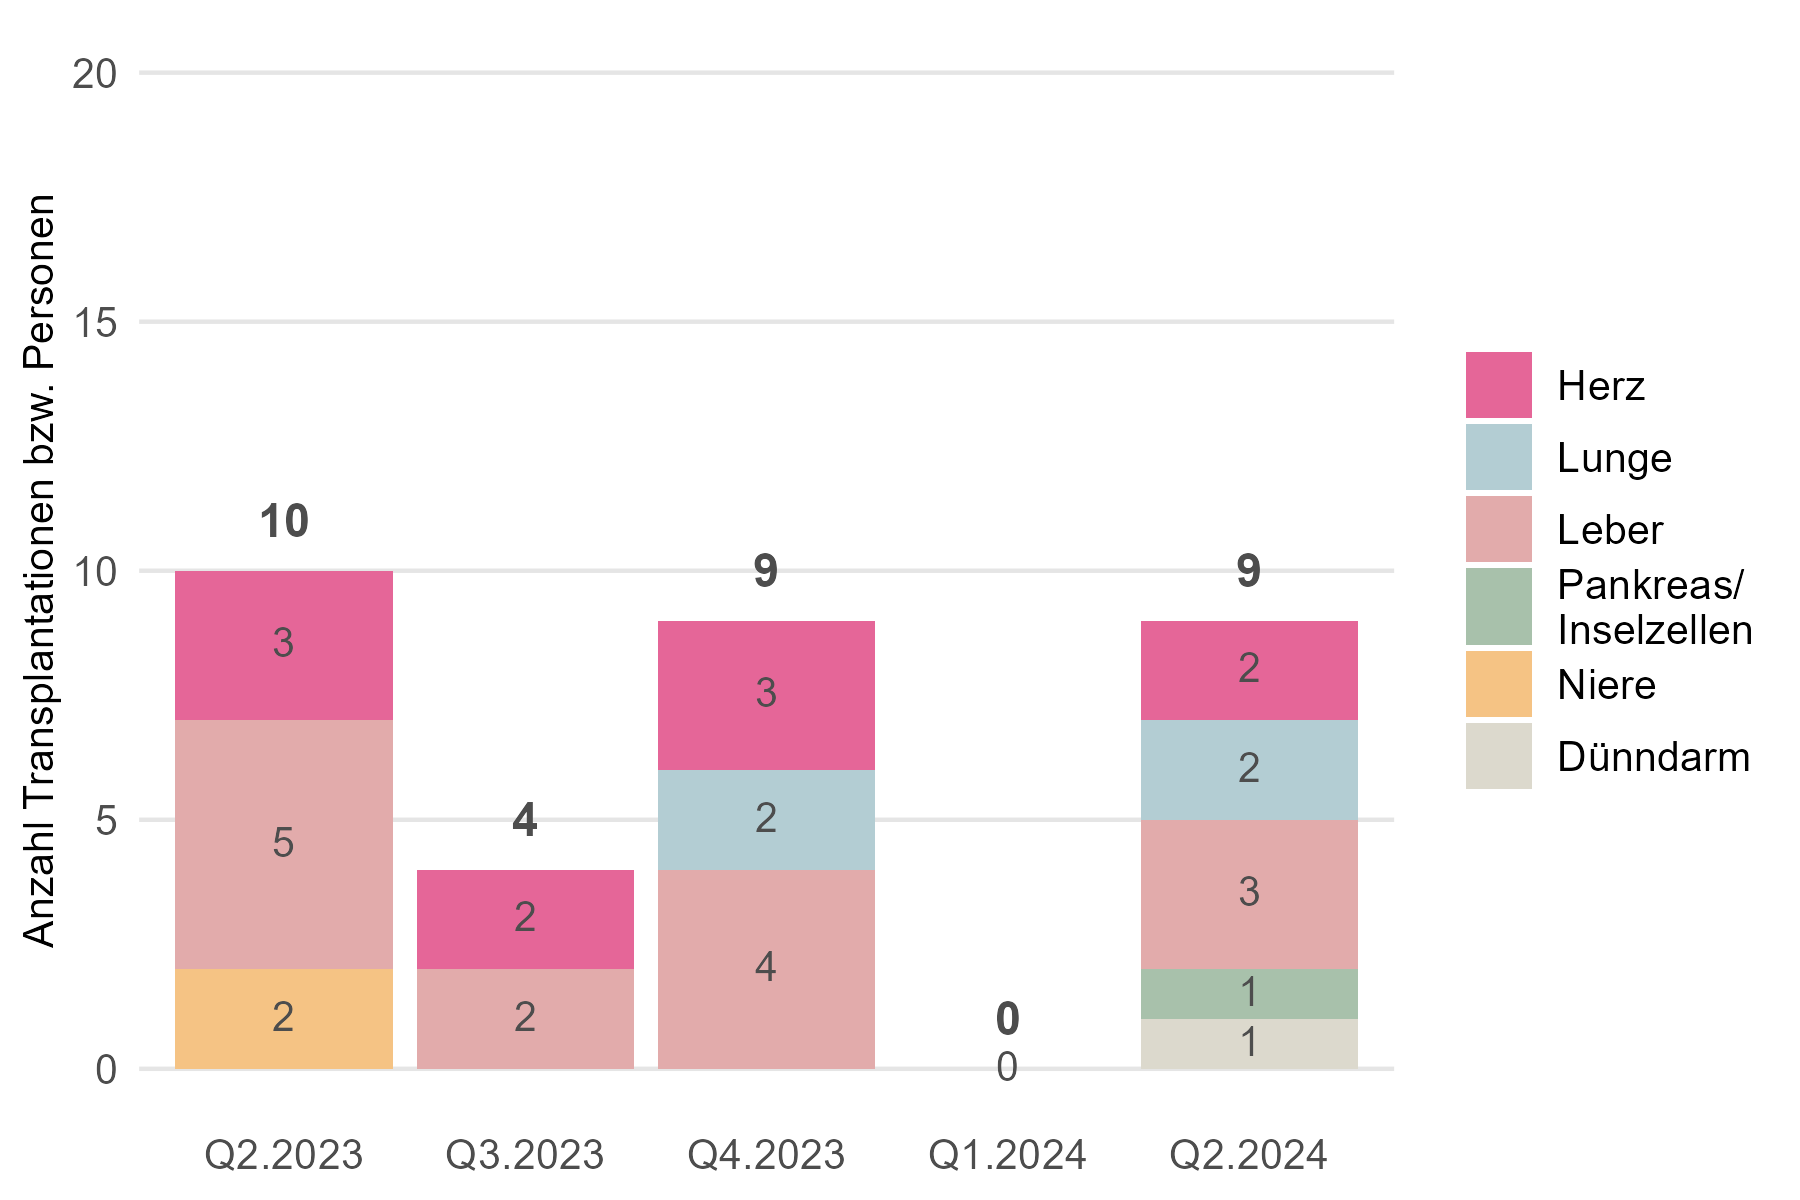 Anzahl Transplantationen bzw. Personen
20
15
10
5
0
10
3
5
2
4
2
2
9
3
2
4
0
0
9
2
2
3
1
1
Q2.2023
Q3.2023
Q4.2023
Q1.2024
Q2.2024
Herz
Lunge
Leber
Pankreas/
Inselzellen
Niere
Dünndarm